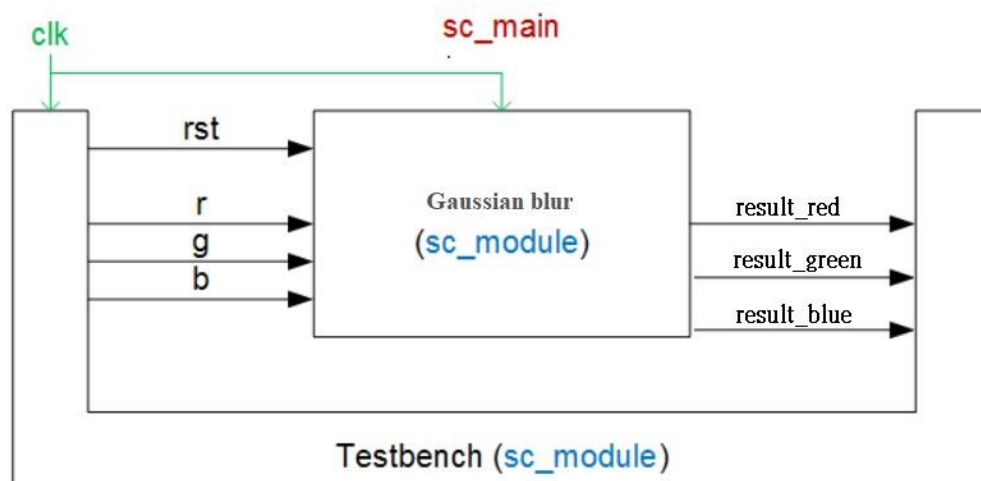 clk
sc_main
rst
r
g
b
Gaussian blur
(sc_module)
result_red
result_green
result_blue
Testbench (sc_module)